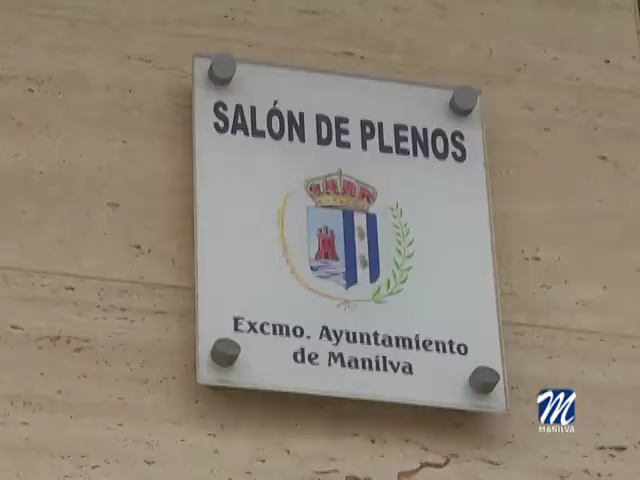 SALÓN DE PLENOS
Excmo. Ayuntamiento
de Manilva
M
MANILVA